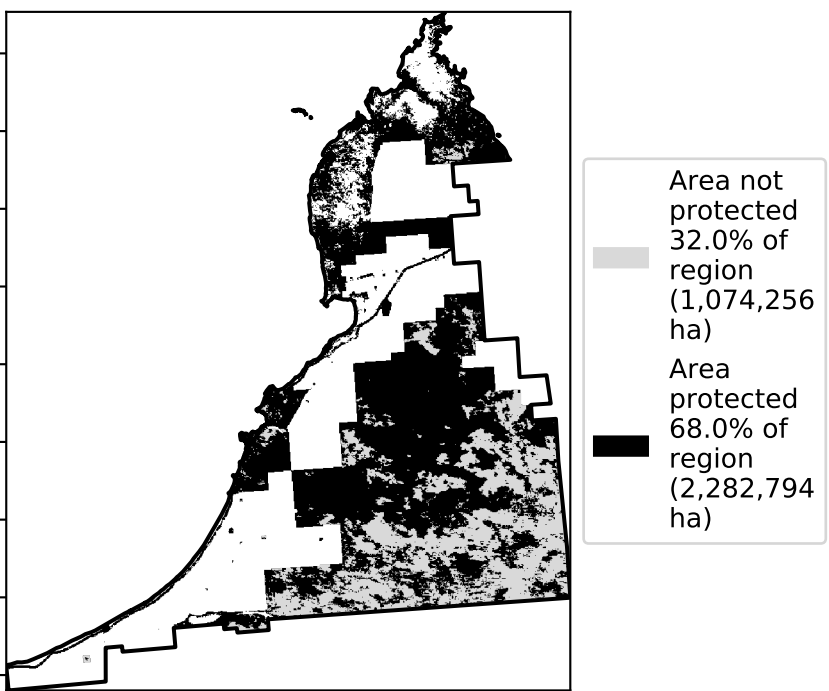 Area not
protected
32.0% of
region
(1,074,256
ha)
Area
protected
68.0% of
region
(2,282,794
ha)